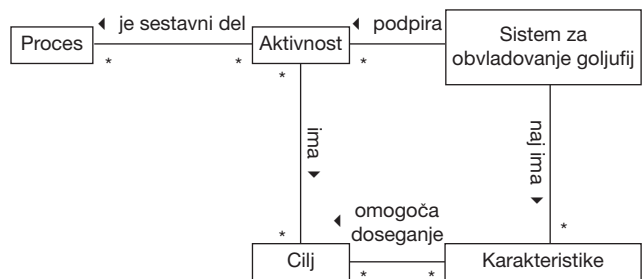 je sestavni del
podpira
Proces
Aktivnost
Sistem za
obvladovanje goljufij
*
*
*
*
ima
naj ima
omogoča
doseganje
*
*
Cilj
Karakteristike
*
*